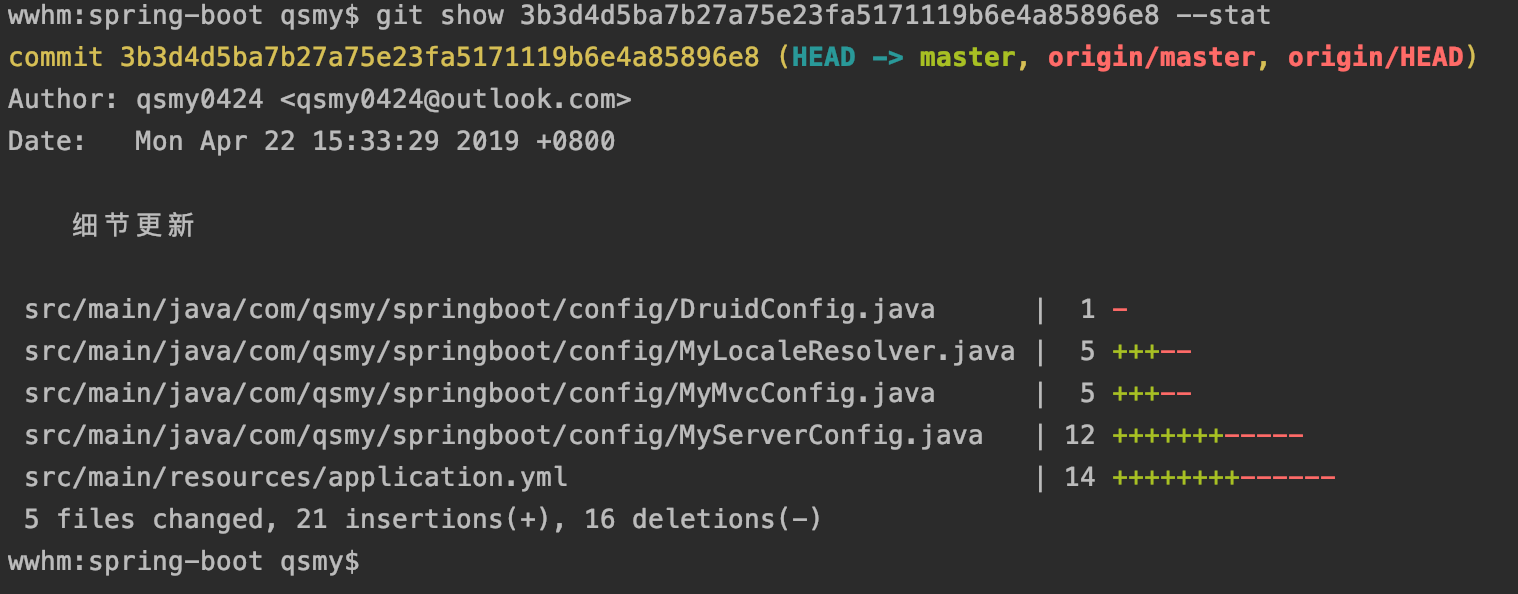 wwhm:spring-boot qsmy$ git show 3b3d4d5ba7b27a75e23fa5171119b6e4a85896e8 --stat
commit 3b3d4d5ba7b27a75e23fa5171119b6e4a85896e8 (HEAD -> master, origin/master, origin/HEAD)
Author: qsmy0424 <qsmy0424@outlook.com>
Date:   Mon Apr 22 15:33:29 2019 +0800
    细节更新
 src/main/java/com/qsmy/springboot/config/DruidConfig.java      |  1 -
 src/main/java/com/qsmy/springboot/config/MyLocaleResolver.java |  5 +++--
 src/main/java/com/qsmy/springboot/config/MyMvcConfig.java      |  5 +++--
 src/main/java/com/qsmy/springboot/config/MyServerConfig.java   | 12 +++++++-----
 src/main/resources/application.yml                             | 14 ++++++++------
 5 files changed, 21 insertions(+), 16 deletions(-)
wwhm:spring-boot qsmy$